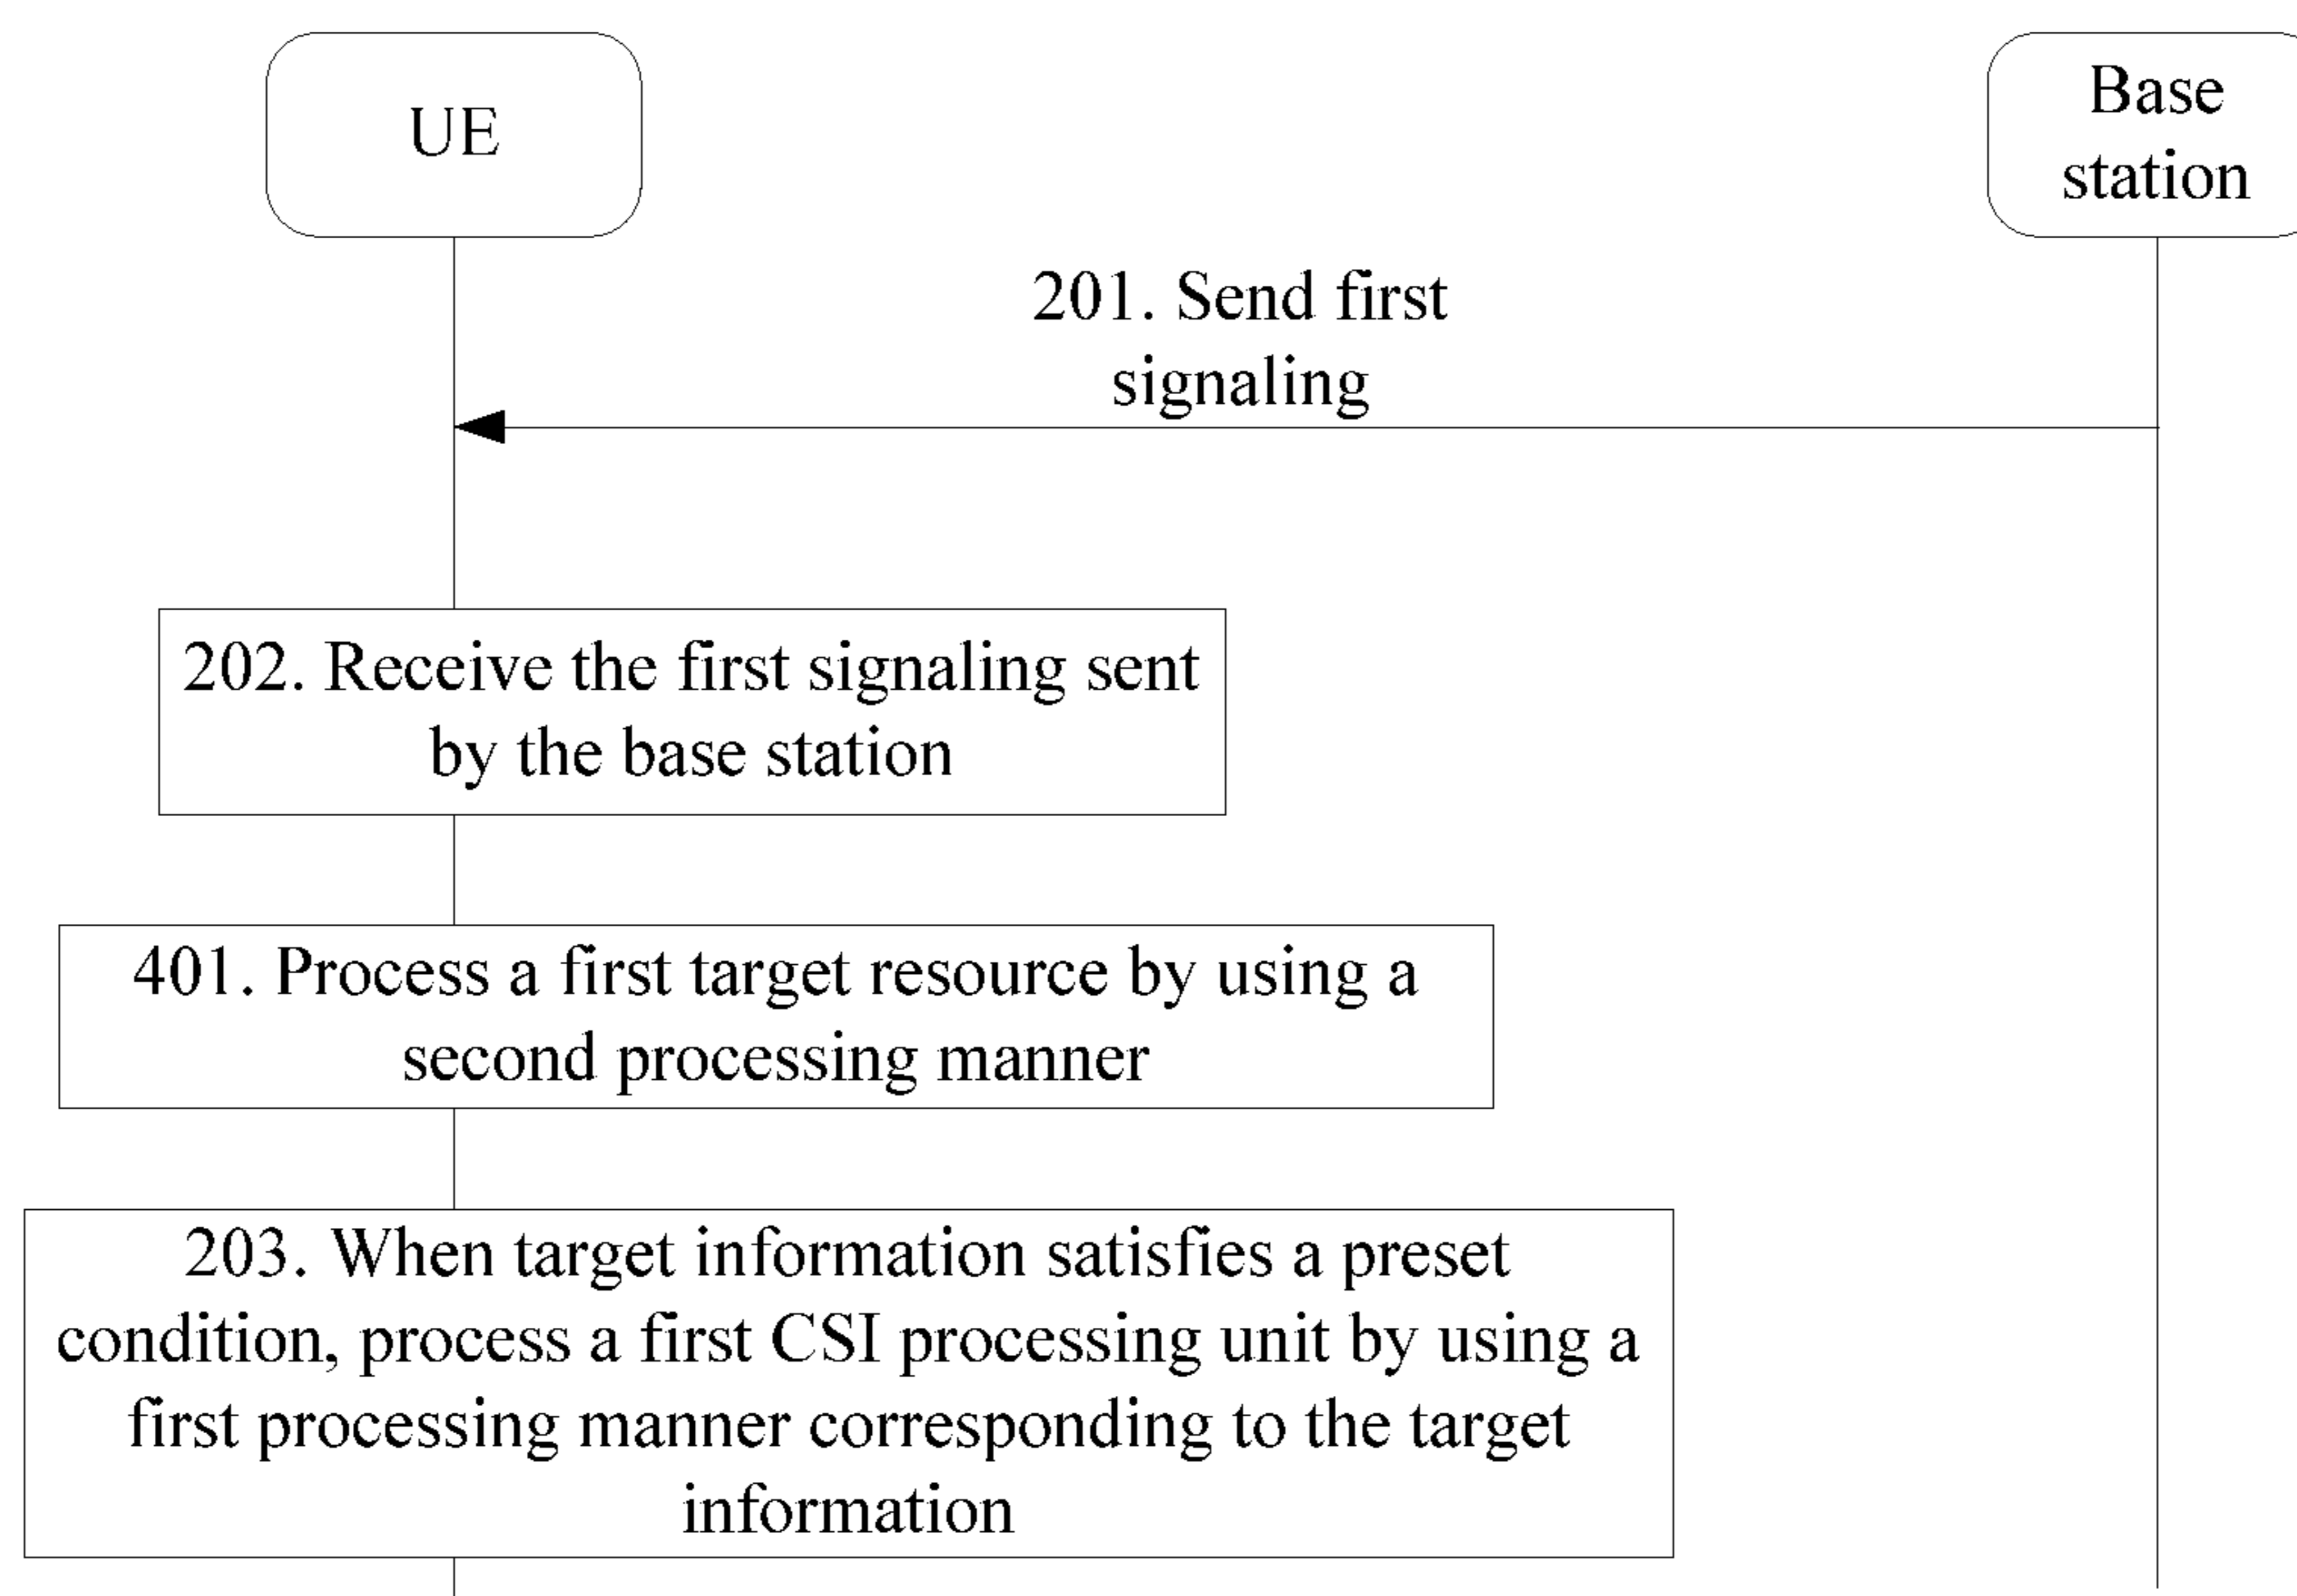 UE
Base
station
201. Send first
signaling
202. Receive the first signaling sent
by the base station
401. Process a first target resource by using a
second processing manner
203. When target information satisfies a preset
condition, process a first CSI processing unit by using a
first processing manner corresponding to the target
information